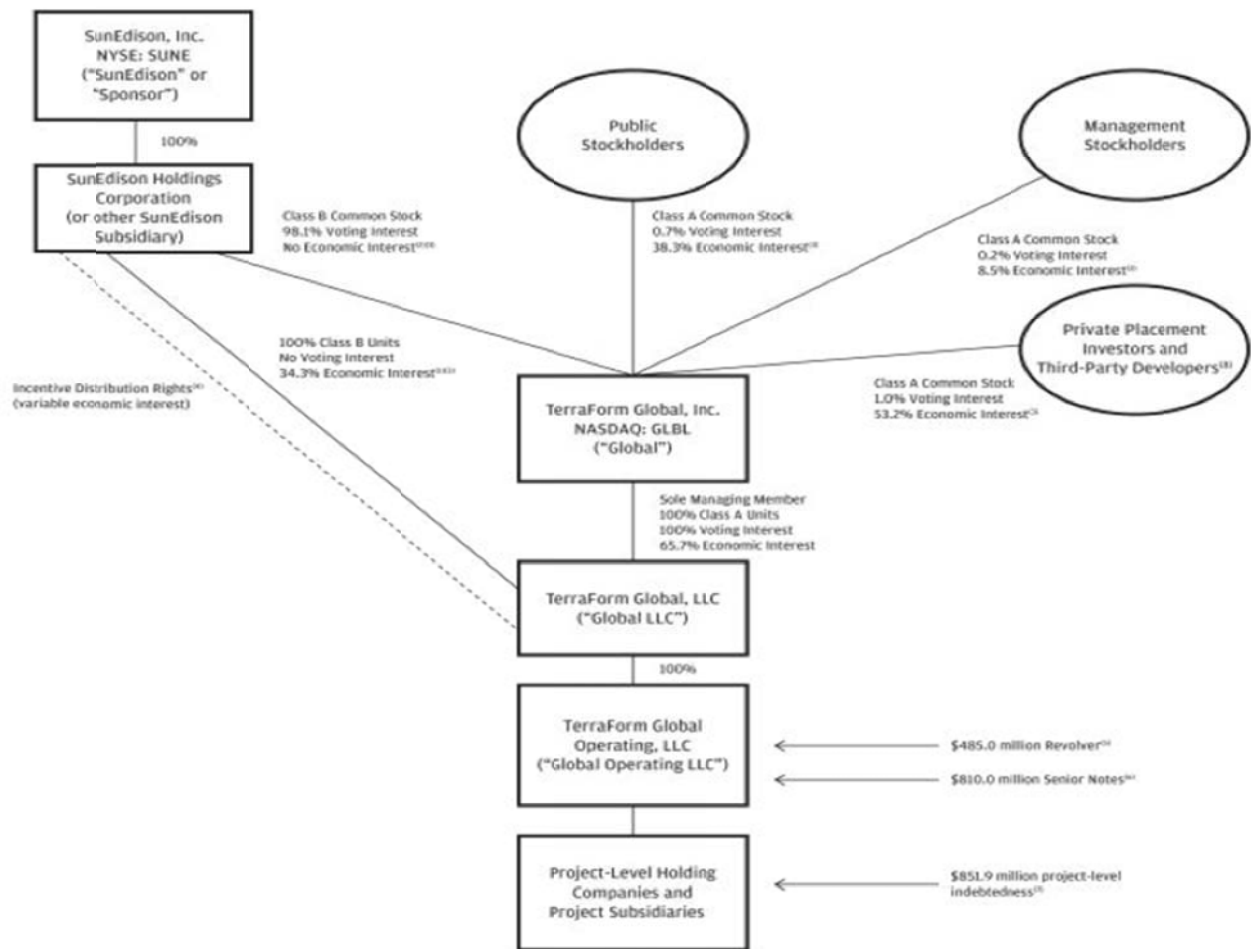 SunEdison, Inc.
NYSE: SUNE
("SunEdison" or
"Sponsor")
100%
SunEdison Holdings
Corporation
(or other SunEdison
Subsidiary)
Public
Stockholders
Management
Stockholders
Class B Common Stock
98.1% Voting Interest
No Economic Interest
Class A Common Stock
0.7% Voting Interest
38.3% Economic Interest
Class A Common Stock
0.2% Voting Interest
8.5% Economic Interest
Private Placement
Investors and
Third-Party Developers
Class A Common Stock
1.0% Voting Interest
53.2% Economic Interest
100% Class B Units
No Voting Interest
34.3% Economic Interest
Incentive Distribution Rights
(variable economic interest)
TerraForm Global, Inc.
NASDAQ: GLBL
("Global")
Sole Managing Member
100% Class A Units
100% Voting Interest
65.7% Economic Interest
TerraForm Global, LLC
("Global LLC")
100%
TerraForm Global
Operating, LLC
("Global Operating LLC")
$485.0 million Revolver
$810.0 million Senior Notes
Project-Level Holding
Companies and
Project Subsidiaries
$851.9 million project-level
indebtedness